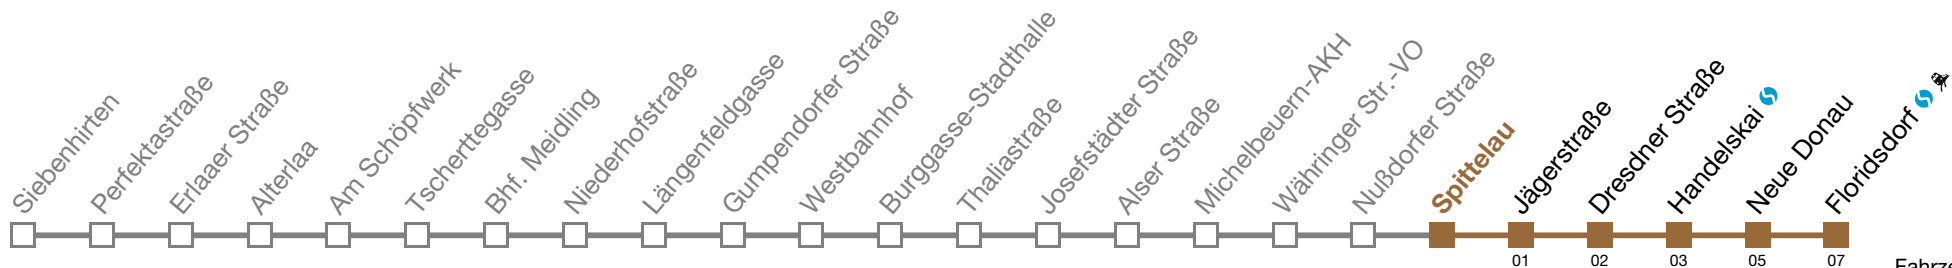 Siebenhirten
Perfektastraße
Erlaaer Straße
Alterlaa
Am Schöpfwerk
Tscherttegasse
Bhf. Meidling
Niederhofstraße
Längenfeldgasse
Gumpendorfer Straße
Westbahnhof
Burggasse-Stadthalle
Thaliastraße
Josefstädter Straße
Alser Straße
Michelbeuern-AKH
Währinger Str.-VO
Nußdorfer Straße
Spittelau
Jägerstraße
Dresdner Straße
Handelskai
Neue Donau
Floridsdorf
01 02 03 05 07